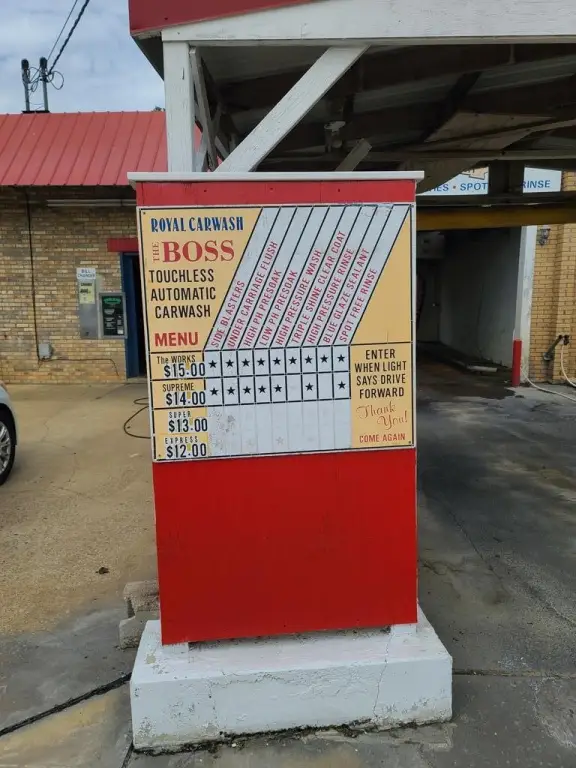 ROYAL CARWASH
THE BOSS
TOUCHLESS
AUTOMATIC
CARWASH
MENU
SIDE BLASTERS
UNDER CARRIAGE FLUSH
HIGH PH PRESOAK
LOW PH PRESOAK
HIGH PRESSURE WASH
TRIPLE SHINE CLEAR COAT
HIGH PRESSURE RINSE
BLUE GLAZE SEALANT
SPOT FREE RINSE
THE WORKS
$15.00
SUPREME
$14.00
SUPER
$13.00
EXPRESS
$12.00
ENTER
WHEN LIGHT
SAYS DRIVE
FORWARD
Thank
You!
COME AGAIN
BILL
CHANGER
SPOT
RINSE